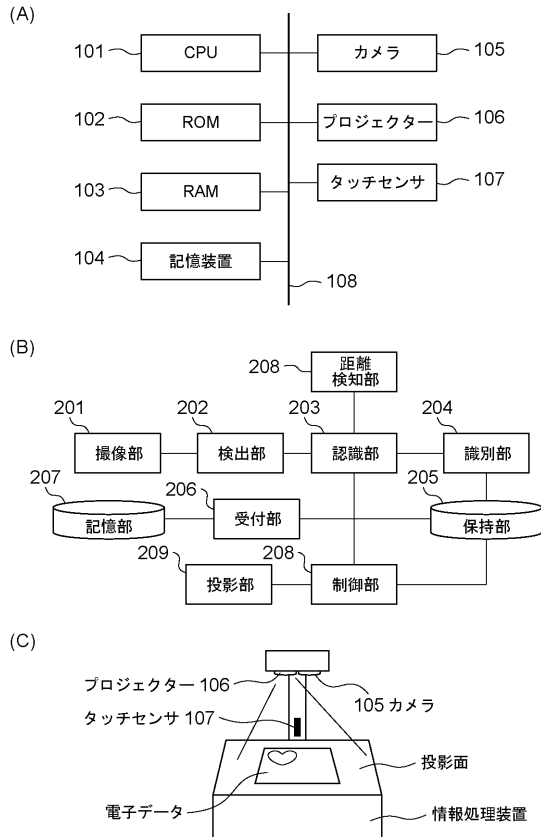 (A)
101 CPU カメラ 105
102 ROM プロジェクター 106
103 RAM タッチセンサ 107
104 記憶装置
108
(B)
208 距離
検知部
201 202 203 204
撮像部 検出部 認識部 識別部
207 206 205
記憶部 受付部 保持部
209 208
投影部 制御部
(C)
プロジェクター 106 105 カメラ
タッチセンサ 107
投影面
電子データ 情報処理装置